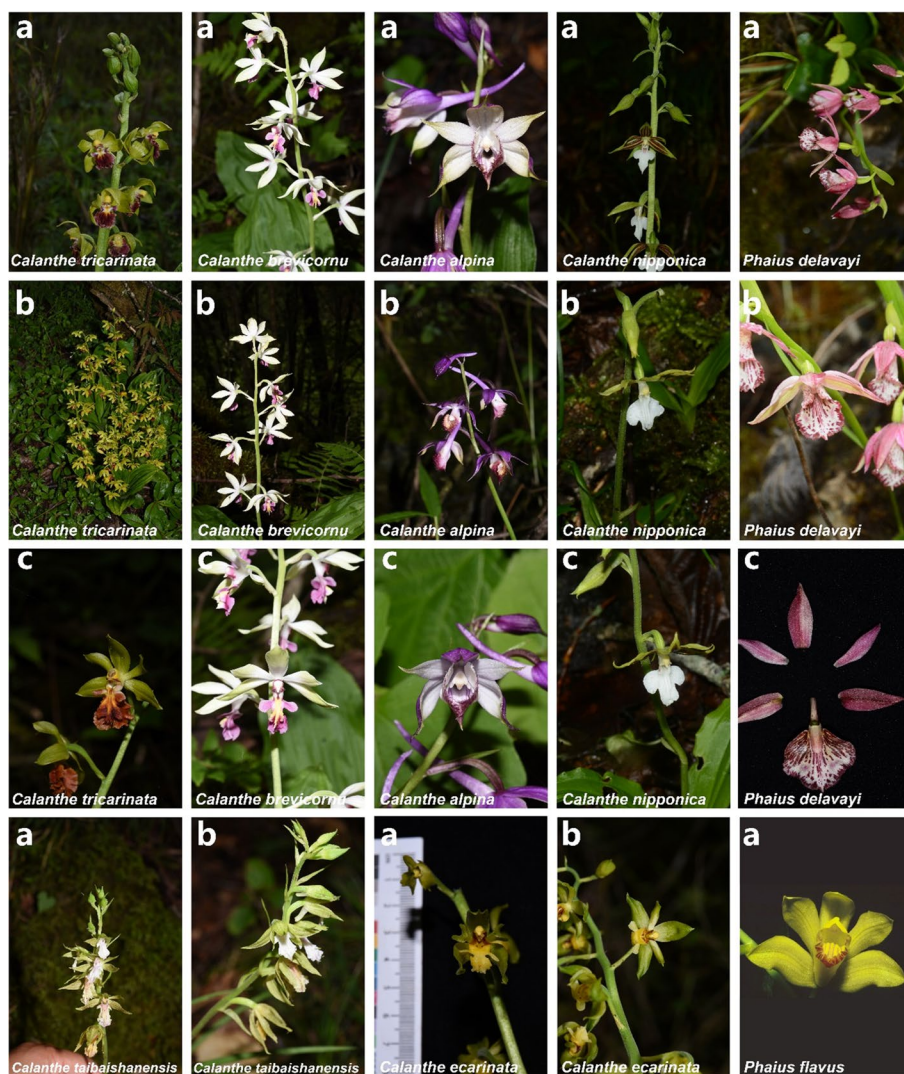 a a a a a
Calanthe tricarinata Calanthe brevicornu Calanthe alpina Calanthe nipponica Phaius delavayi
b b b b b
Calanthe tricarinata Calanthe brevicornu Calanthe alpina Calanthe nipponica Phaius delavayi
c c c c c
Calanthe tricarinata Calanthe brevicornu Calanthe alpina Calanthe nipponica Phaius delavayi
a b a b a
Calanthe taibaishanensis Calanthe taibaishanensis Calanthe ecarinata Calanthe ecarinata Phaius flavus